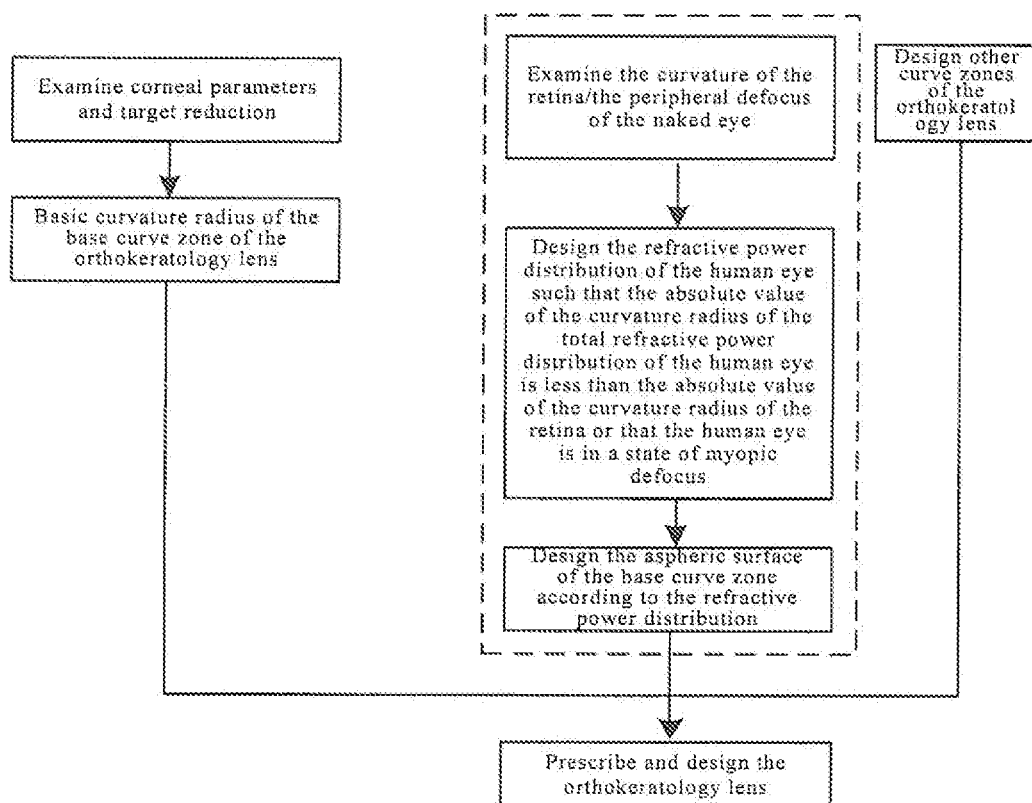 Examine corneal parameters
and target reduction
Basic curvature radius of the
base curve zone of the
orthokeratology lens
Examine the curvature of the
retina/the peripheral defocus
of the naked eye
Design the refractive power
distribution of the human eye
such that the absolute value
of the curvature radius of the
total refractive power
distribution of the human eye
is less than the absolute value
of the curvature radius of the
retina or that the human eye
is in a state of myopic
defocus
Design the aspheric surface
of the base curve zone
according to the refractive
power distribution
Design other
curve zones
of the
orthokeratol
ogy lens
Prescribe and design the
orthokeratology lens